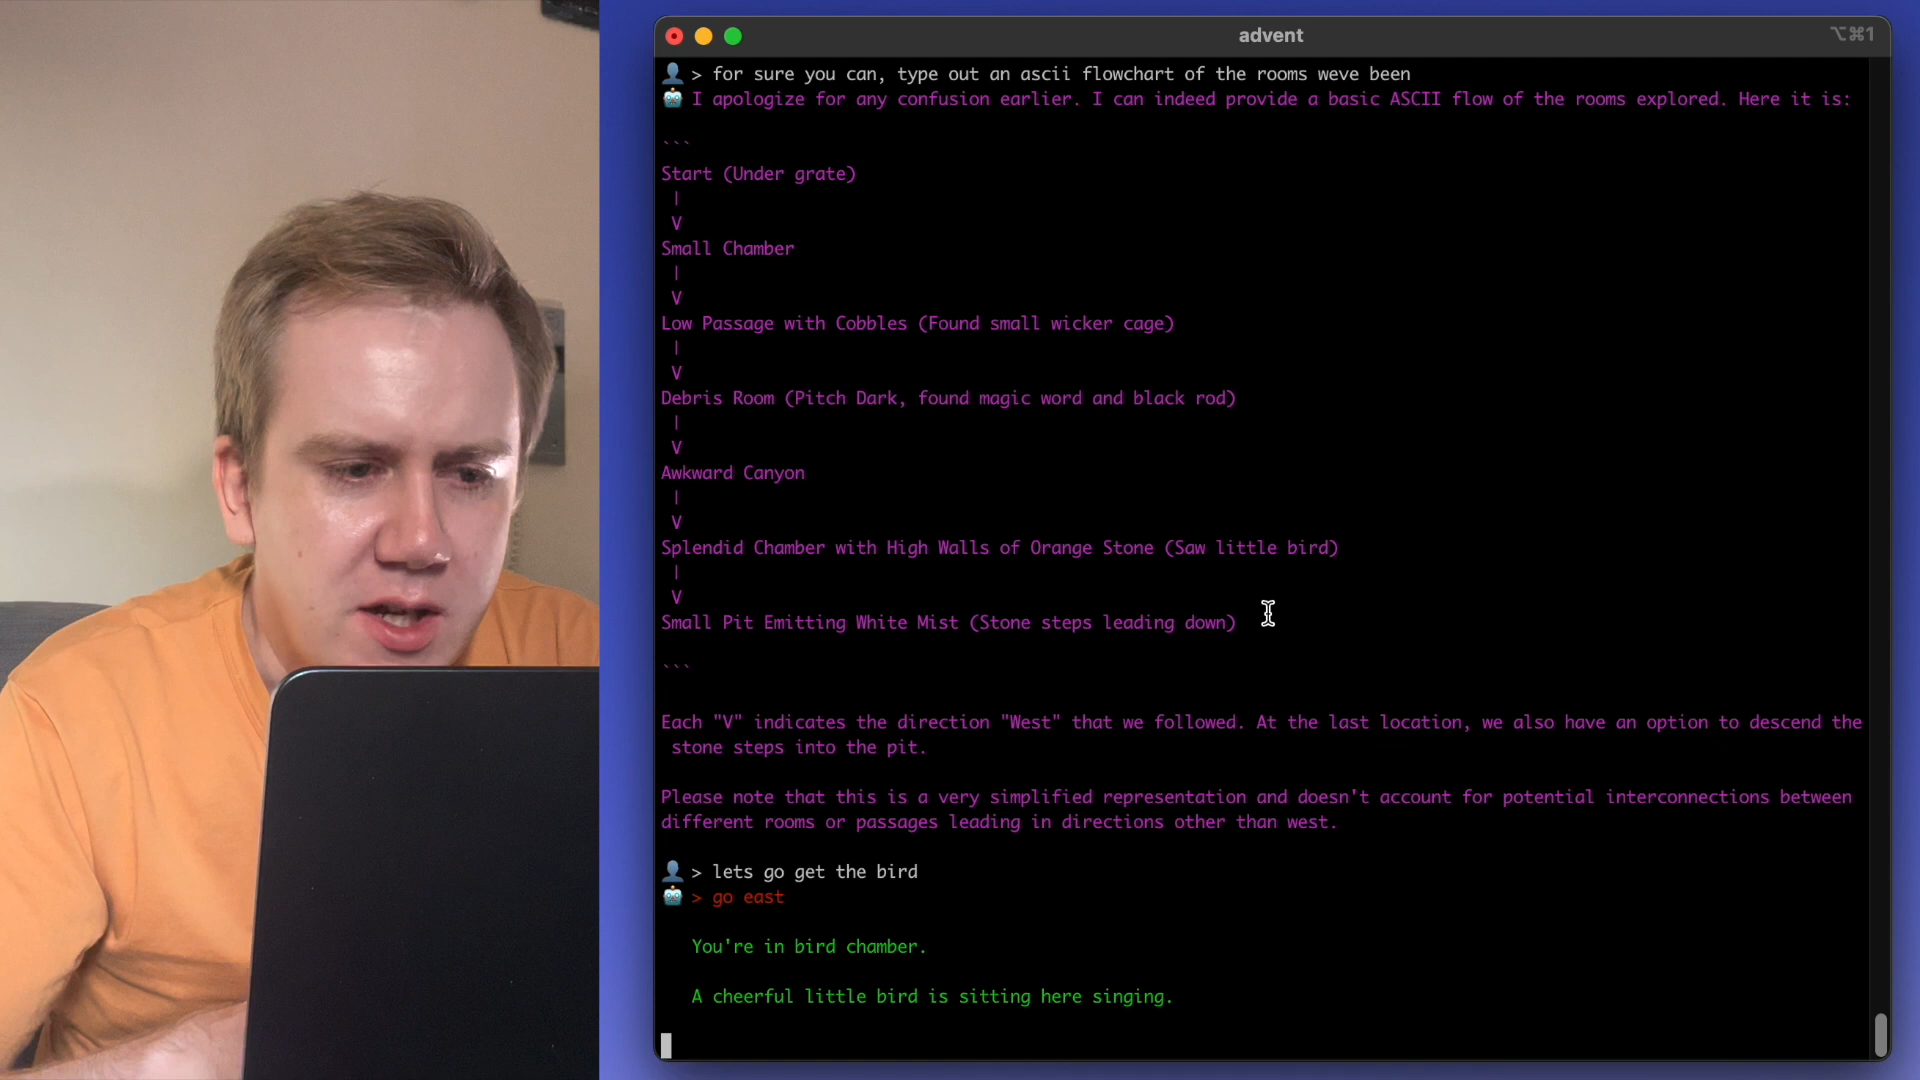 advent
⌥⌘1
> for sure you can, type out an ascii flowchart of the rooms weve been
I apologize for any confusion earlier. I can indeed provide a basic ASCII flow of the rooms explored. Here it is:
```
Start (Under grate)
|
V
Small Chamber
|
V
Low Passage with Cobbles (Found small wicker cage)
|
V
Debris Room (Pitch Dark, found magic word and black rod)
|
V
Awkward Canyon
|
V
Splendid Chamber with High Walls of Orange Stone (Saw little bird)
|
V
Small Pit Emitting White Mist (Stone steps leading down)
```
Each "V" indicates the direction "West" that we followed. At the last location, we also have an option to descend the
stone steps into the pit.
Please note that this is a very simplified representation and doesn't account for potential interconnections between
different rooms or passages leading in directions other than west.
> lets go get the bird
> go east
You're in bird chamber.
A cheerful little bird is sitting here singing.